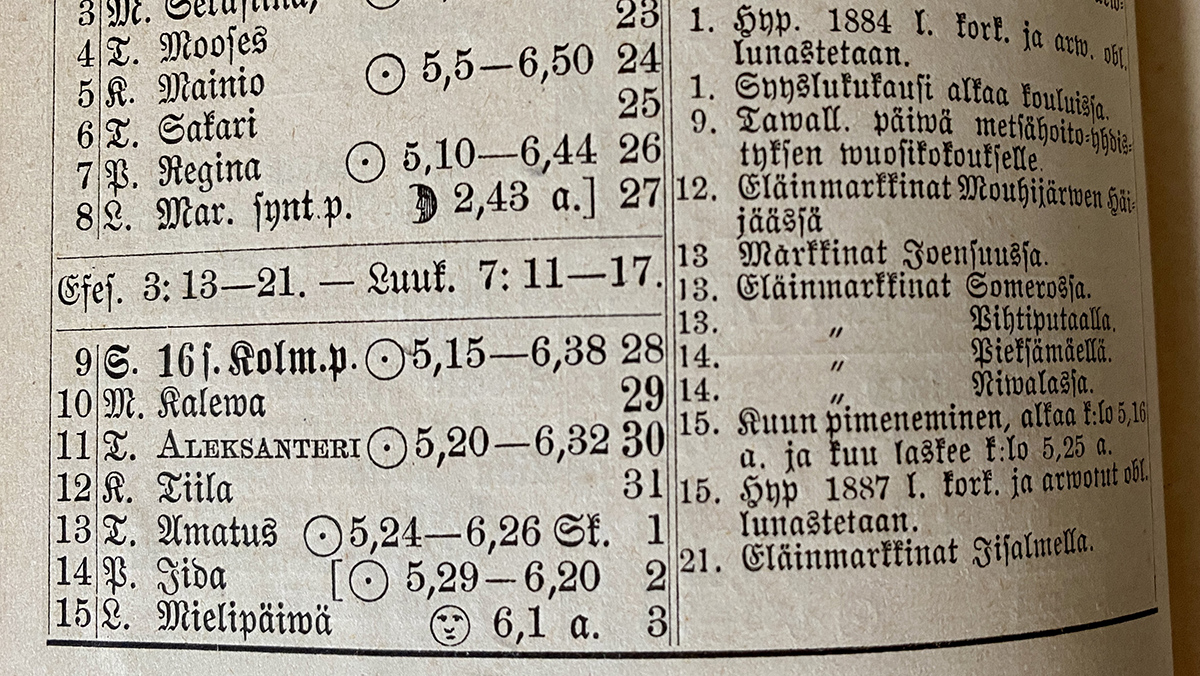 3 M. Serafiina, 23
4 T. Mooses
⊙ 5,5—6,50 24
5 K. Mainio
25
6 T. Sakari
⊙ 5,10—6,44 26
7 P. Regina
8 L. Mar. synt.p. 2,43 a.] 27
Efes. 3: 13—21. — Luuk. 7: 11—17.
9 S. 16 s. Kolm.p. ⊙ 5,15—6,38 28
10 M. Kalewa 29
11 T. ALEKSANTERI ⊙ 5,20—6,32 30
12 K. Tiila 31
13 T. Amatus ⊙ 5,24—6,26 Sk. 1
14 P. Iida [⊙ 5,29—6,20 2
15 L. Mielipäiwä 6,1 a. 3
1. Hyp. 1884 l. kork. ja arw. obl.
lunastetaan.
1. Syyslukukausi alkaa kouluissa.
9. Tawall. päiwä metsähoito-yhdis-
tyksen wuosikokoukselle.
12. Eläinmarkkinat Mouhijärwen Häi-
jäässä
13 Markkinat Joensuussa.
13. Eläinmarkkinat Somerossa.
13. „ Pihtiputaalla.
14. „ Pieksämäellä.
14. „ Niwalassa.
15. Kuun pimeneminen, alkaa k:lo 5,16
a. ja kuu laskee k:lo 5,25 a.
15. Hyp 1887 l. kork. ja arwotut obl.
lunastetaan.
21. Eläinmarkkinat Iisalmella.